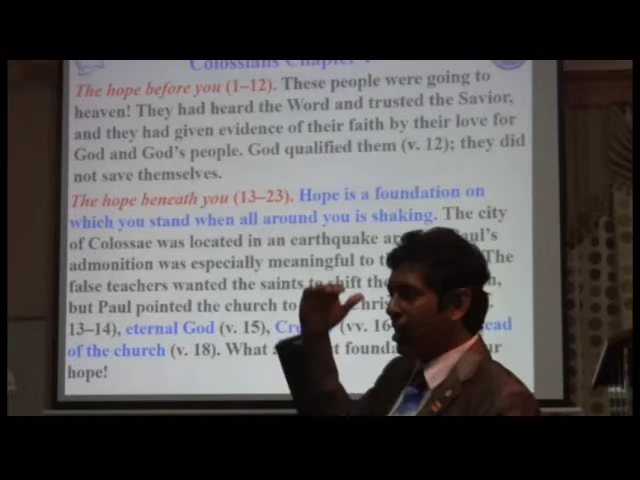 Colossians Chapter
The hope before you (1–12). These people were going to
heaven! They had heard the Word and trusted the Savior,
and they had given evidence of their faith by their love for
God and God's people. God qualified them (v. 12); they did
not save themselves.
The hope beneath you (13–23). Hope is a foundation on
which you stand when all around you is shaking. The city
of Colossae was located in an earthquake Paul's
admonition was especially meaningful to The
false teachers wanted the saints to shift
but Paul pointed the church to
13–14), eternal God (v. 15), (vv. 16
of the church (v. 18). What
hope!